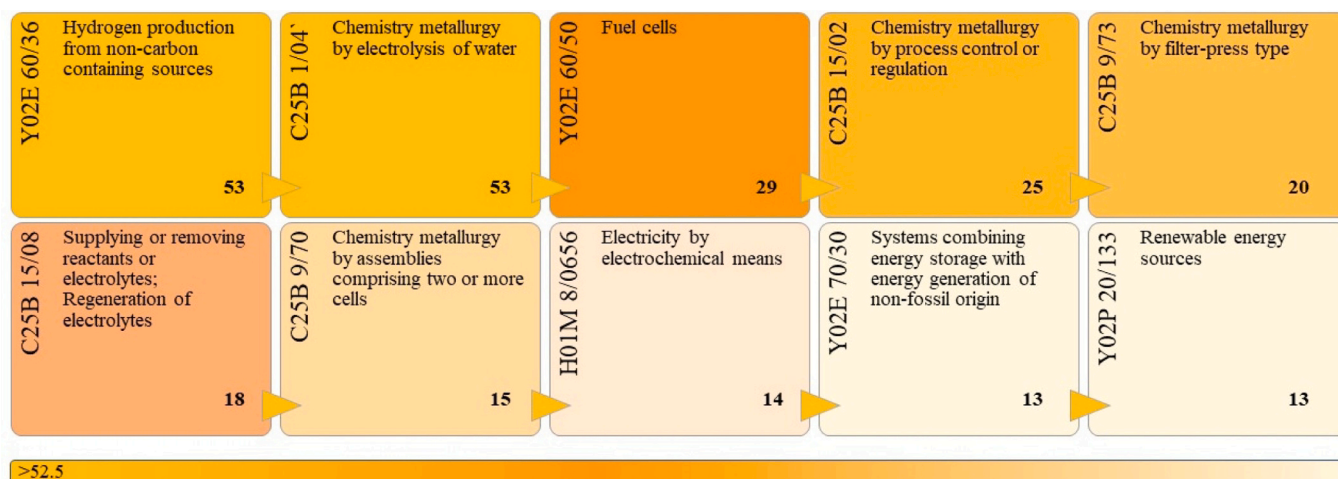 Y02E 60/36
Hydrogen production
from non-carbon
containing sources
53
C25B 1/04
Chemistry metallurgy
by electrolysis of water
53
Y02E 60/50
Fuel cells
29
C25B 15/02
Chemistry metallurgy
by process control or
regulation
25
C25B 9/73
Chemistry metallurgy
by filter-press type
20
C25B 15/08
Supplying or removing
reactants or
electrolytes;
Regeneration of
electrolytes
18
C25B 9/70
Chemistry metallurgy
by assemblies
comprising two or more
cells
15
H01M 8/0656
Electricity by
electrochemical means
14
Y02E 70/30
Systems combining
energy storage with
energy generation of
non-fossil origin
13
Y02P 20/133
Renewable energy
sources
13
>52.5